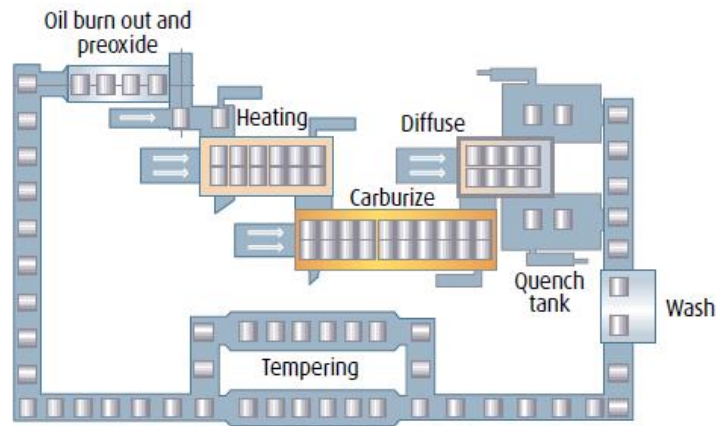 Oil burn out and
preoxide
Heating
Diffuse
Carburize
Quench
tank
Wash
Tempering